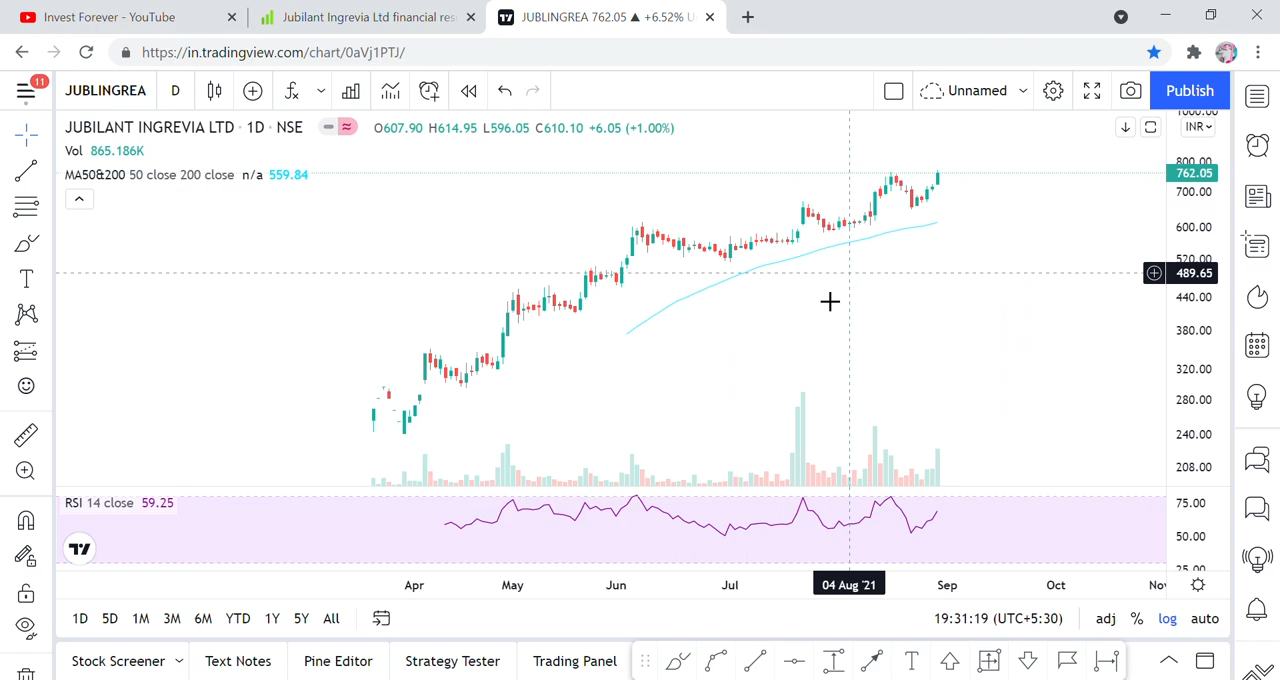 Invest Forever - YouTube
Jubilant Ingrevia Ltd financial res
JUBLINGREA 762.05 ▲ +6.52% U
https://in.tradingview.com/chart/0aVj1PTJ/
11
JUBLINGREA D
Unnamed
Publish
JUBILANT INGREVIA LTD · 1D · NSE
O607.90 H614.95 L596.05 C610.10 +6.05 (+1.00%)
INR
Vol 865.186K
MA50&200 50 close 200 close n/a 559.84
1000.00
800.00
762.05
700.00
600.00
520.00
489.65
440.00
380.00
320.00
280.00
240.00
208.00
RSI 14 close 59.25
75.00
50.00
25.00
Apr May Jun Jul 04 Aug '21 Sep Oct Nov
1D 5D 1M 3M 6M YTD 1Y 5Y All
19:31:19 (UTC+5:30) adj % log auto
Stock Screener Text Notes Pine Editor Strategy Tester Trading Panel